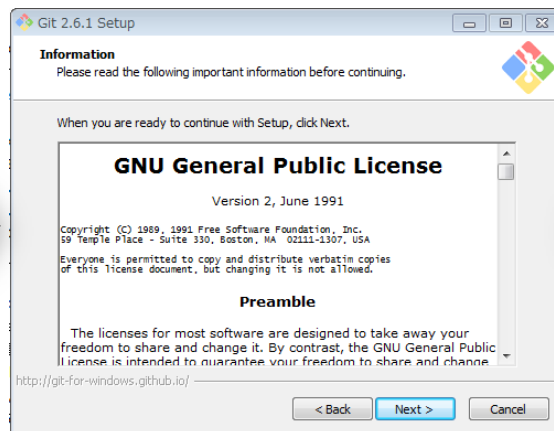 Git 2.6.1 Setup
Information
Please read the following important information before continuing.
When you are ready to continue with Setup, click Next.
GNU General Public License
Version 2, June 1991
Copyright (C) 1989, 1991 Free Software Foundation, Inc.
59 Temple Place - Suite 330, Boston, MA  02111-1307, USA
Everyone is permitted to copy and distribute verbatim copies
of this license document, but changing it is not allowed.
Preamble
The licenses for most software are designed to take away your
freedom to share and change it. By contrast, the GNU General Public
License is intended to guarantee your freedom to share and change
http://git-for-windows.github.io/
< Back
Next >
Cancel